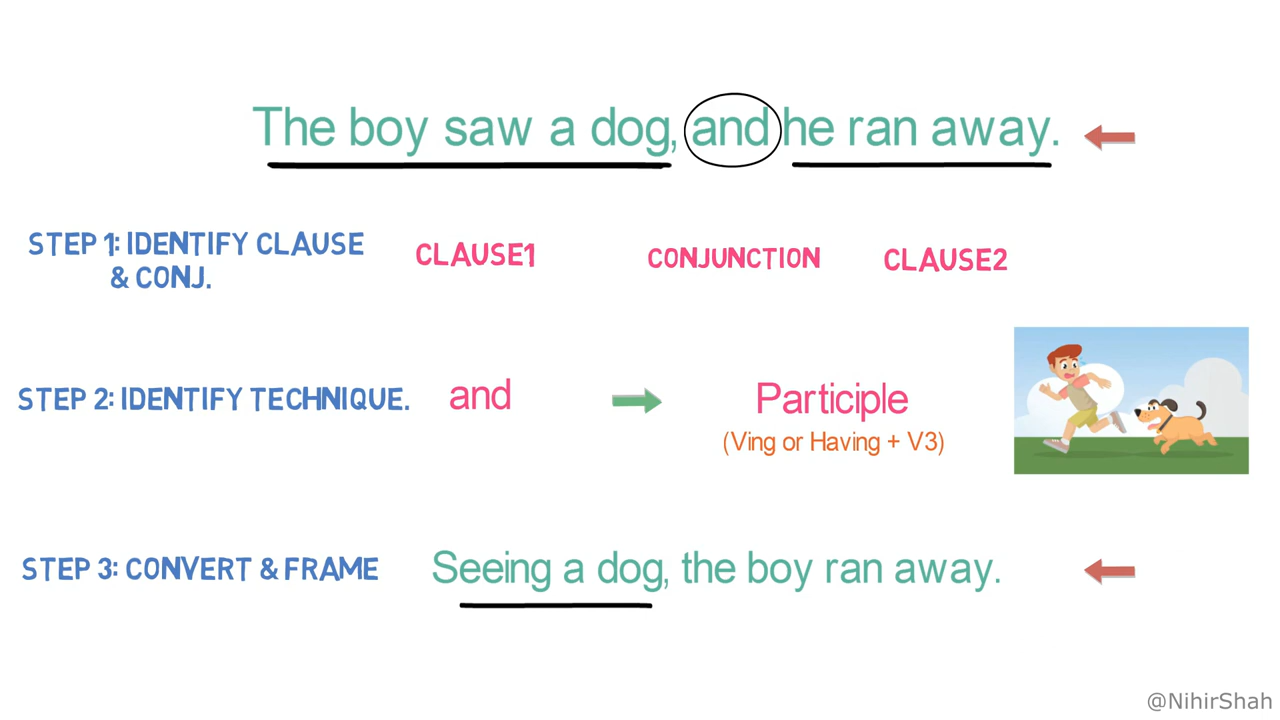 The boy saw a dog, and he ran away.
STEP 1: IDENTIFY CLAUSE
& CONJ.
CLAUSE1
CONJUNCTION
CLAUSE2
STEP 2: IDENTIFY TECHNIQUE.
and
Participle
(Ving or Having + V3)
STEP 3: CONVERT & FRAME
Seeing a dog, the boy ran away.
@NihirShah